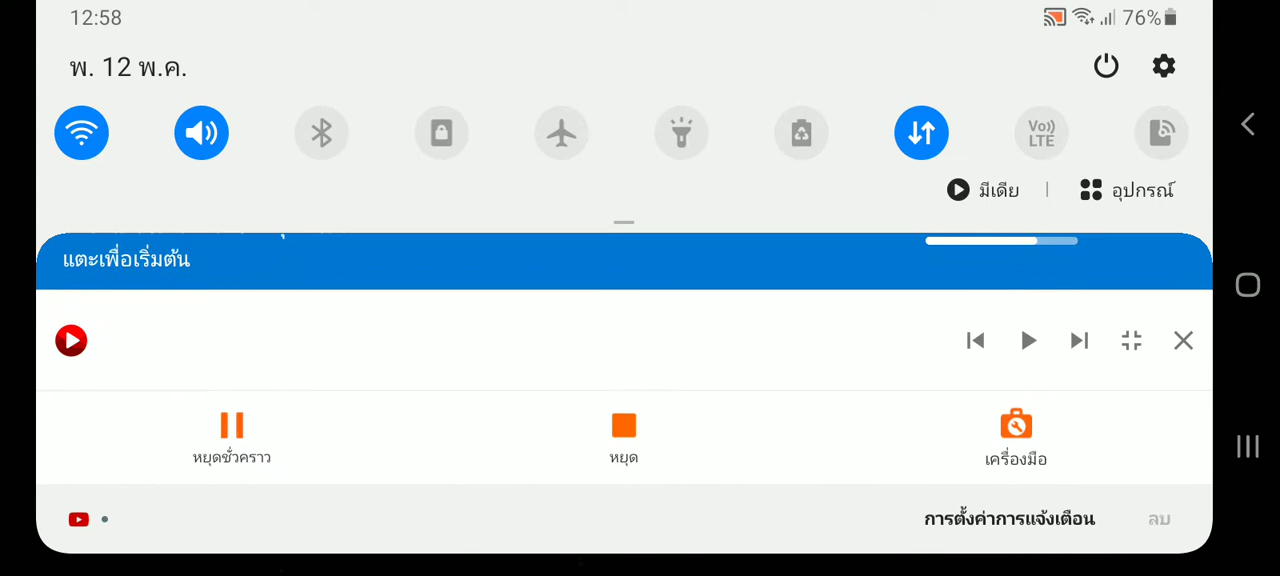 12:58
76%
พ. 12 พ.ค.
Vo))
LTE
มีเดีย
อุปกรณ์
แตะเพื่อเริ่มต้น
หยุดชั่วคราว
หยุด
เครื่องมือ
การตั้งค่าการแจ้งเตือน
ลบ